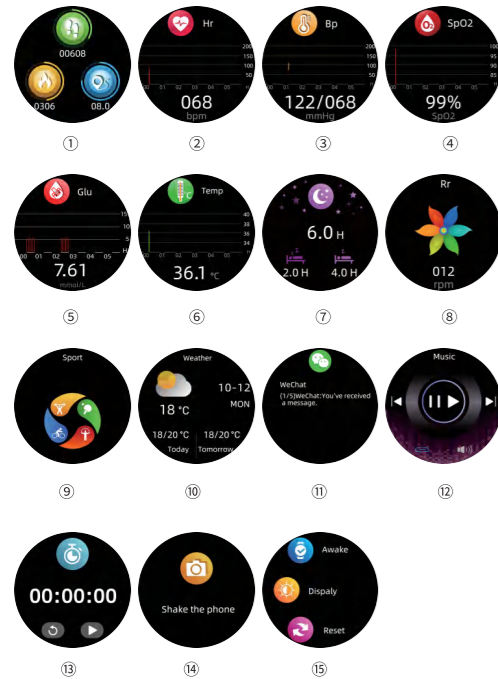 00608
0306 08.0
①
Hr
200
150
100
50
H
00 01 02 03 04 05
068
bpm
②
Bp
200
150
100
50
H
00 01 02 03 04 05
122/068
mmHg
③
SpO2
100
95
90
85
H
00 01 02 03 04 05
99%
SpO2
④
Glu
15
10
5
H
00 01 02 03 04 05
7.61
mmol/L
⑤
Temp
°C
40
38
36
34
H
00 01 02 03 04 05
36.1 °C
⑥
6.0 H
2.0 H 4.0 H
⑦
Rr
012
rpm
⑧
Sport
⑨
Weather
10-12
18 °C MON
18/20 °C 18/20 °C
Today Tomorrow
⑩
WeChat
[1/5]WeChat:You've received
a message.
⑪
Music
⑫
00:00:00
⑬
Shake the phone
⑭
Awake
Dispaly
Reset
⑮